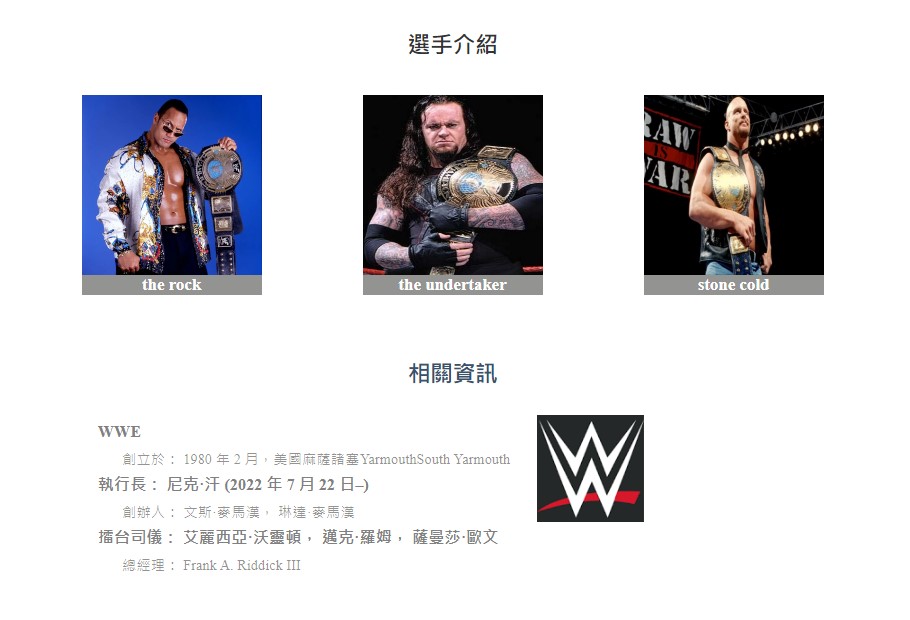 選手介紹
RAW
IS
WAR
the rock
the undertaker
stone cold
相關資訊
WWE
創立於： 1980 年 2 月，美國麻薩諸塞YarmouthSouth Yarmouth
執行長： 尼克·汗 (2022 年 7 月 22 日–)
創辦人： 文斯·麥馬漢， 琳達·麥馬漢
擂台司儀： 艾麗西亞·沃靈頓， 邁克·羅姆， 薩曼莎·歐文
總經理： Frank A. Riddick III